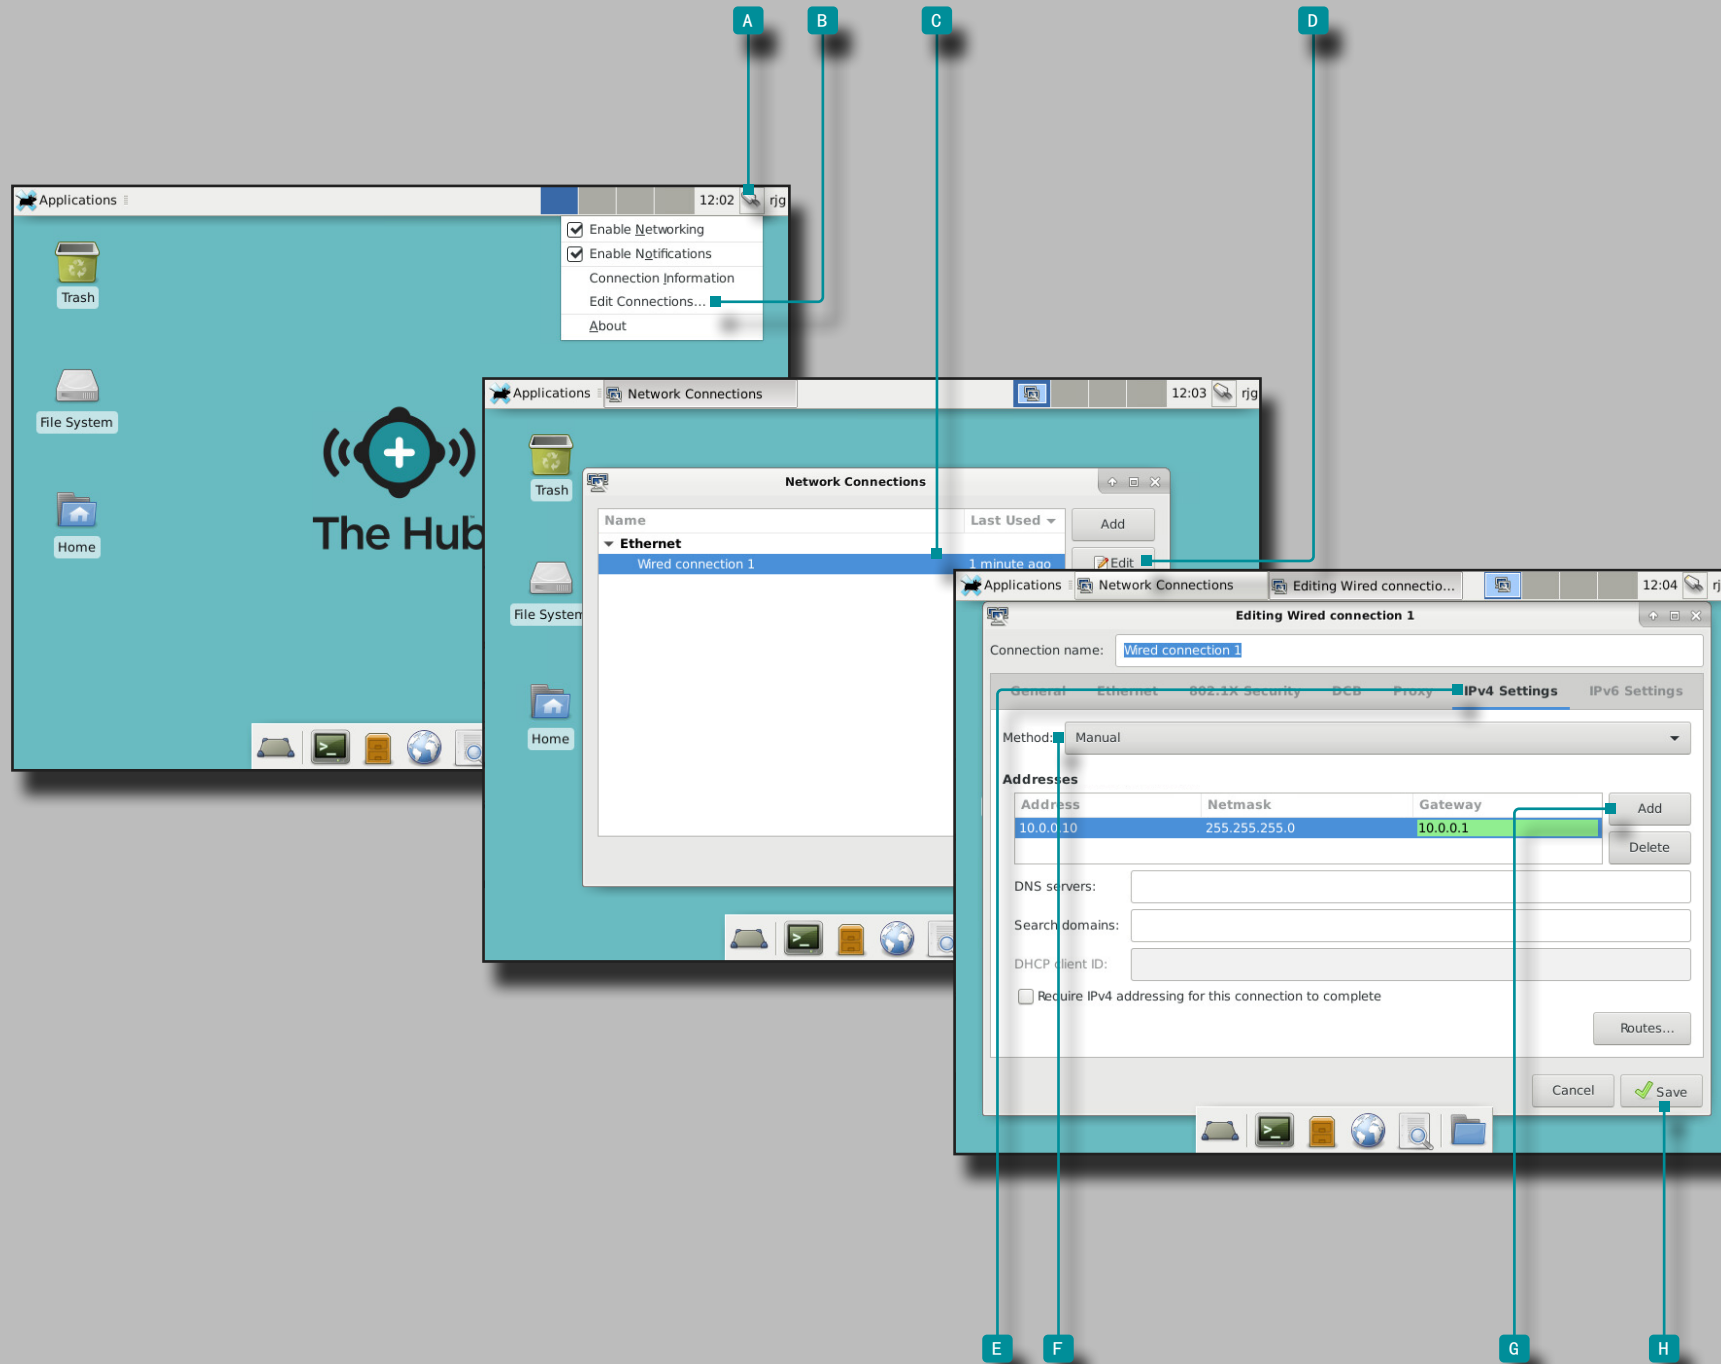 A B C D
Applications 12:02 rjg
Enable Networking
Enable Notifications
Connection Information
Edit Connections...
About
Trash
File System
Home
The Hub
Applications Network Connections 12:03 rjg
Trash
File System
Home
Network Connections
Name Last Used
Add
Ethernet
Wired connection 1 1 minute ago
Edit
Applications Network Connections Editing Wired connectio... 12:04 rj
Editing Wired connection 1
Connection name: Wired connection 1
General Ethernet 802.1X Security DCB Proxy IPv4 Settings IPv6 Settings
Method: Manual
Addresses
Address Netmask Gateway
Add
10.0.0.10 255.255.255.0 10.0.0.1
Delete
DNS servers:
Search domains:
DHCP client ID:
Require IPv4 addressing for this connection to complete
Routes...
Cancel Save
E F G H